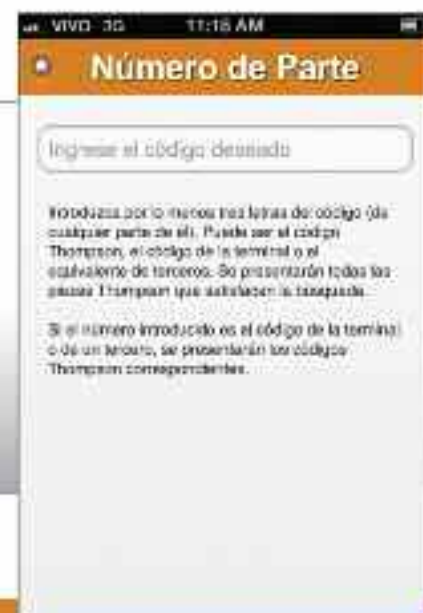 VIVO 3G 11:15 AM
Número de Parte
Ingrese el código deseado
Introduzca por lo menos tres letras del código (de
cualquier parte de él). Puede ser el código
Thompson, el código de la terminal o el
equivalente de terceros. Se presentarán todas las
piezas Thompson que satisfacen la búsqueda.
Si el número introducido es el código de la terminal
o de un tercero, se presentarán los códigos
Thompson correspondientes.